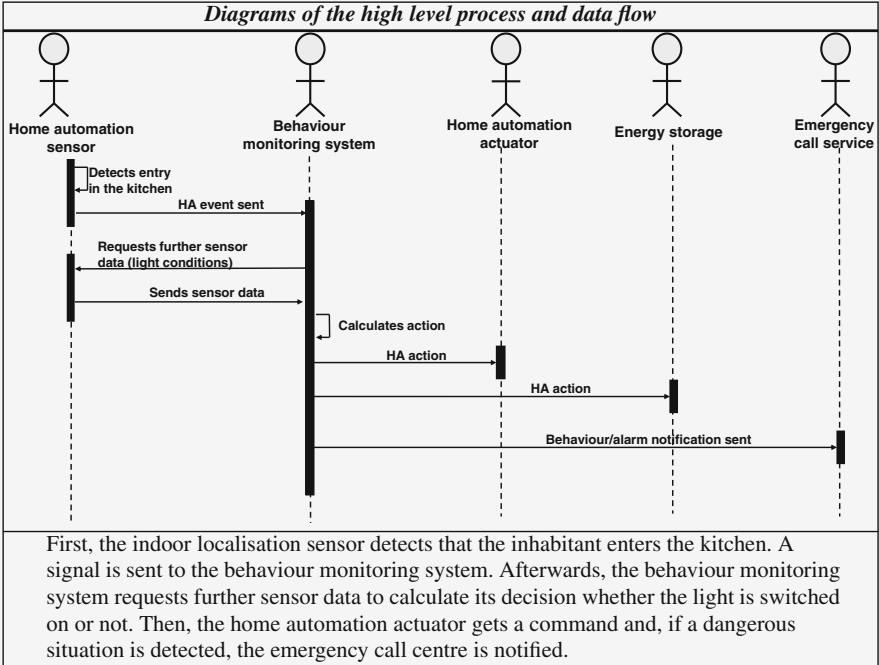 Diagrams of the high level process and data flow
Home automation
sensor
Behaviour
monitoring system
Home automation
actuator
Energy storage
Emergency
call service
Detects entry
in the kitchen
HA event sent
Requests further sensor
data (light conditions)
Sends sensor data
Calculates action
HA action
HA action
Behaviour/alarm notification sent
First, the indoor localisation sensor detects that the inhabitant enters the kitchen. A
signal is sent to the behaviour monitoring system. Afterwards, the behaviour monitoring
system requests further sensor data to calculate its decision whether the light is switched
on or not. Then, the home automation actuator gets a command and, if a dangerous
situation is detected, the emergency call centre is notified.